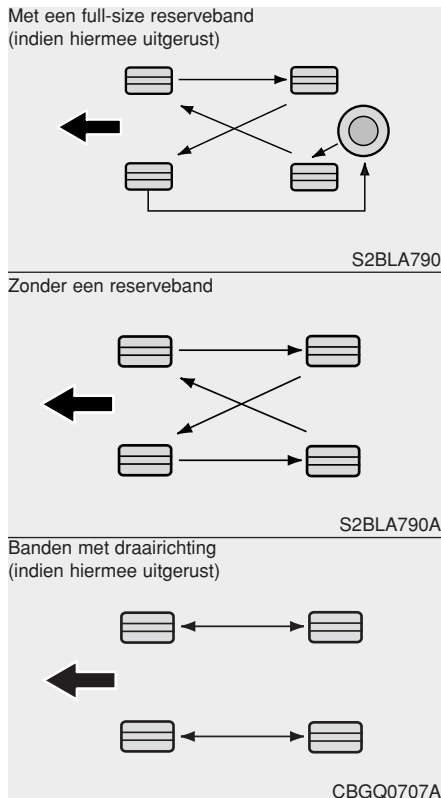 Met een full-size reserveband
(indien hiermee uitgerust)
S2BLA790
Zonder een reserveband
S2BLA790A
Banden met draairichting
(indien hiermee uitgerust)
CBGQ0707A